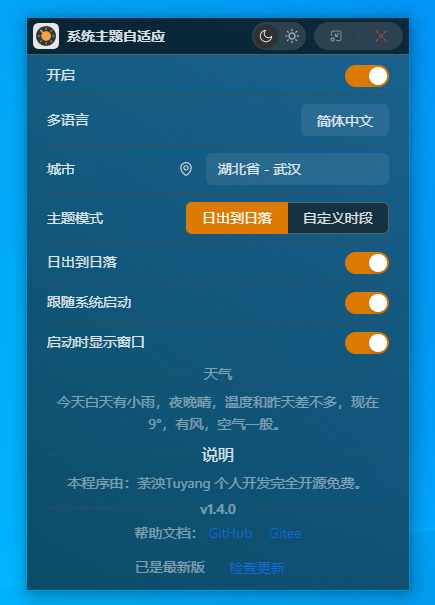 系统主题自适应
开启
多语言
简体中文
城市
湖北省 - 武汉
主题模式
日出到日落
自定义时段
日出到日落
跟随系统启动
启动时显示窗口
天气
今天白天有小雨，夜晚晴，温度和昨天差不多，现在
9°，有风，空气一般。
说明
本程序由：荼泱Tuyang 个人开发完全开源免费。
v1.4.0
帮助文档： GitHub Gitee
已是最新版 检查更新